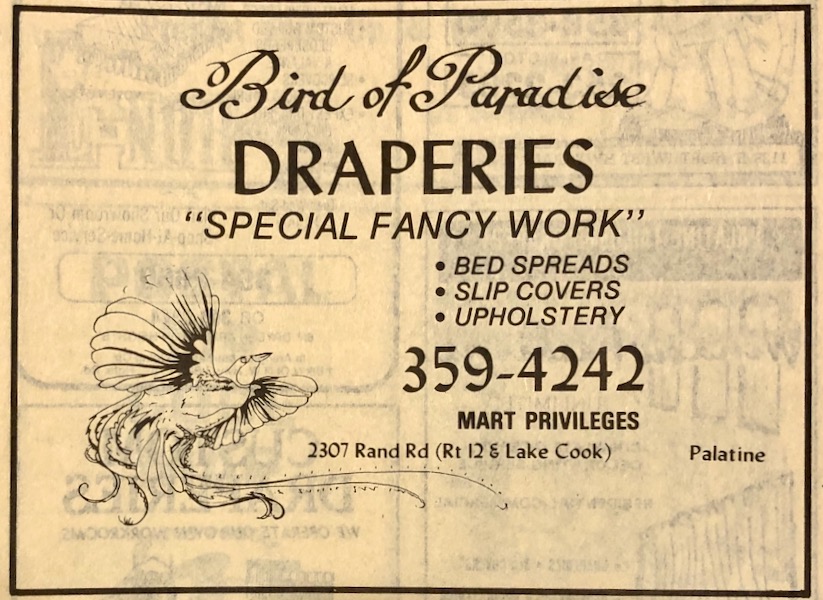 Bird of Paradise
DRAPERIES
"SPECIAL FANCY WORK"
• BED SPREADS
• SLIP COVERS
• UPHOLSTERY
359-4242
MART PRIVILEGES
2307 Rand Rd (Rt 12 & Lake Cook) Palatine